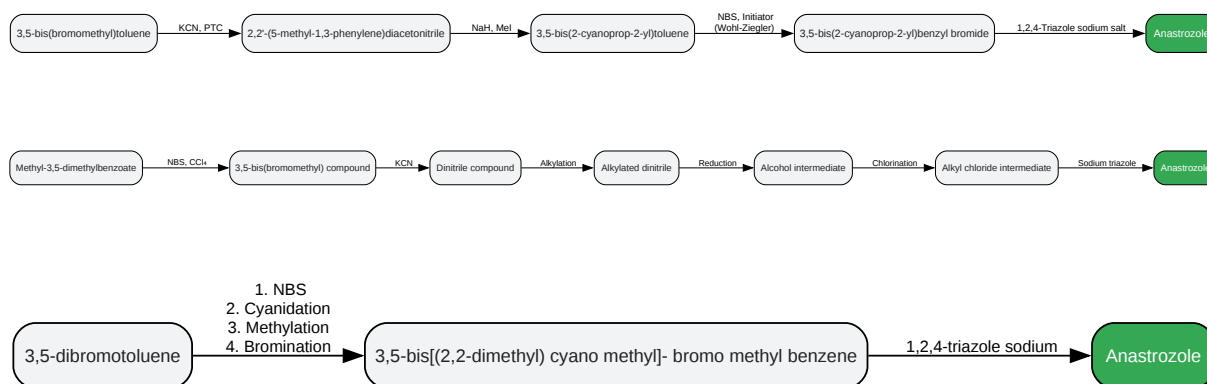 3,5-bis(bromomethyl)toluene
KCN, PTC
2,2'-(5-methyl-1,3-phenylene)diacetonitrile
NaH, MeI
3,5-bis(2-cyanoprop-2-yl)toluene
NBS, Initiator
(Wohl-Ziegler)
3,5-bis(2-cyanoprop-2-yl)benzyl bromide
1,2,4-Triazole sodium salt
Anastrozole
Methyl-3,5-dimethylbenzoate
NBS, CCl₄
3,5-bis(bromomethyl) compound
KCN
Dinitrile compound
Alkylation
Alkylated dinitrile
Reduction
Alcohol intermediate
Chlorination
Alkyl chloride intermediate
Sodium triazole
Anastrozole
3,5-dibromotoluene
1. NBS
2. Cyanidation
3. Methylation
4. Bromination
3,5-bis[(2,2-dimethyl) cyano methyl]- bromo methyl benzene
1,2,4-triazole sodium
Anastrozole